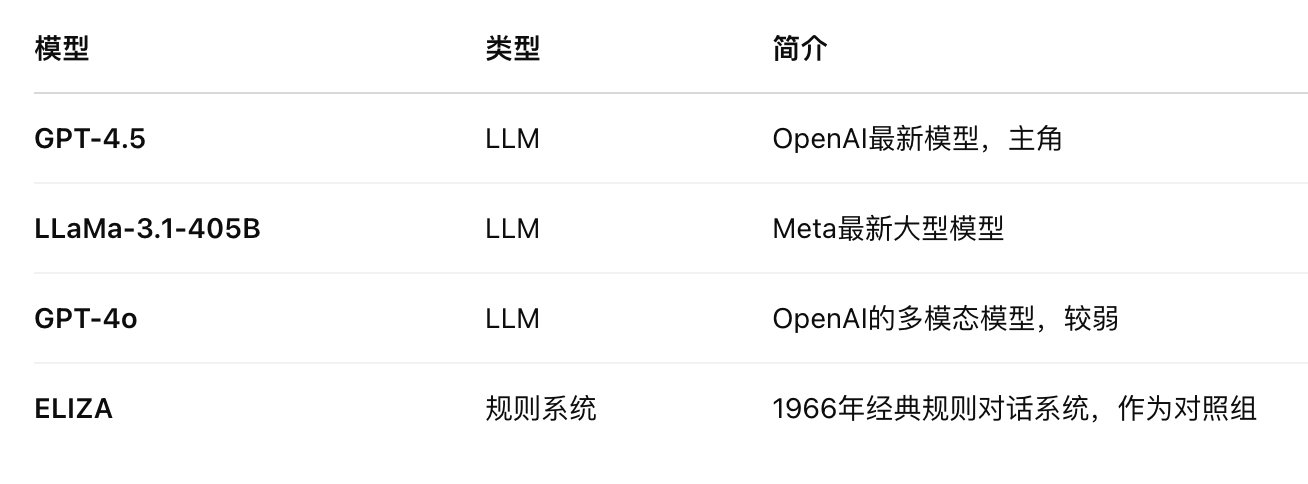 模型 类型 简介
GPT-4.5 LLM OpenAI最新模型，主角
LLaMa-3.1-405B LLM Meta最新大型模型
GPT-4o LLM OpenAI的多模态模型，较弱
ELIZA 规则系统 1966年经典规则对话系统，作为对照组